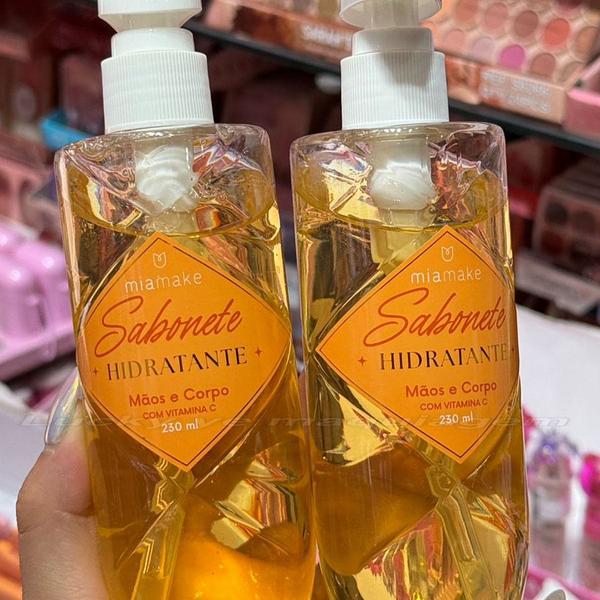 miamake
Sabonete
HIDRATANTE
Mãos e Corpo
COM VITAMINA C
230 ml
miamake
Sabonete
HIDRATANTE
Mãos e Corpo
COM VITAMINA C
230 ml